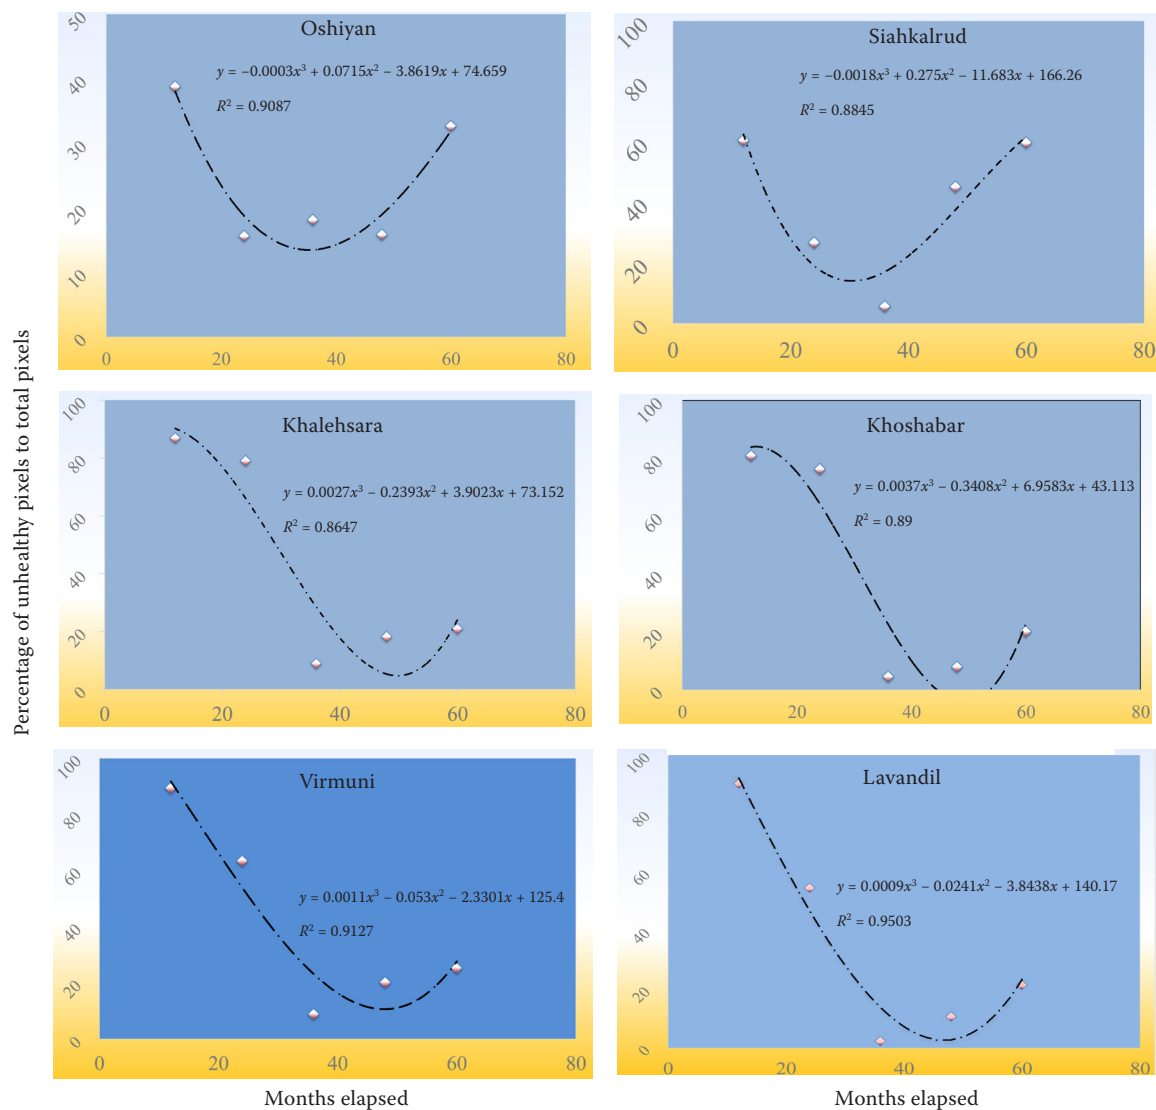 Percentage of unhealthy pixels to total pixels
Oshiyan
y = −0.0003x³ + 0.0715x² − 3.8619x + 74.659
R² = 0.9087
50
40
30
20
10
0
0 20 40 60 80
Siahkalrud
y = −0.0018x³ + 0.275x² − 11.683x + 166.26
R² = 0.8845
100
80
60
40
20
0
0 20 40 60 80
Khalehsara
y = 0.0027x³ − 0.2393x² + 3.9023x + 73.152
R² = 0.8647
100
80
60
40
20
0
0 20 40 60 80
Khoshabar
y = 0.0037x³ − 0.3408x² + 6.9583x + 43.113
R² = 0.89
100
80
60
40
20
0
0 20 40 60 80
Virmuni
y = 0.0011x³ − 0.053x² − 2.3301x + 125.4
R² = 0.9127
100
80
60
40
20
0
0 20 40 60 80
Months elapsed
Lavandil
y = 0.0009x³ − 0.0241x² − 3.8438x + 140.17
R² = 0.9503
100
80
60
40
20
0
0 20 40 60 80
Months elapsed